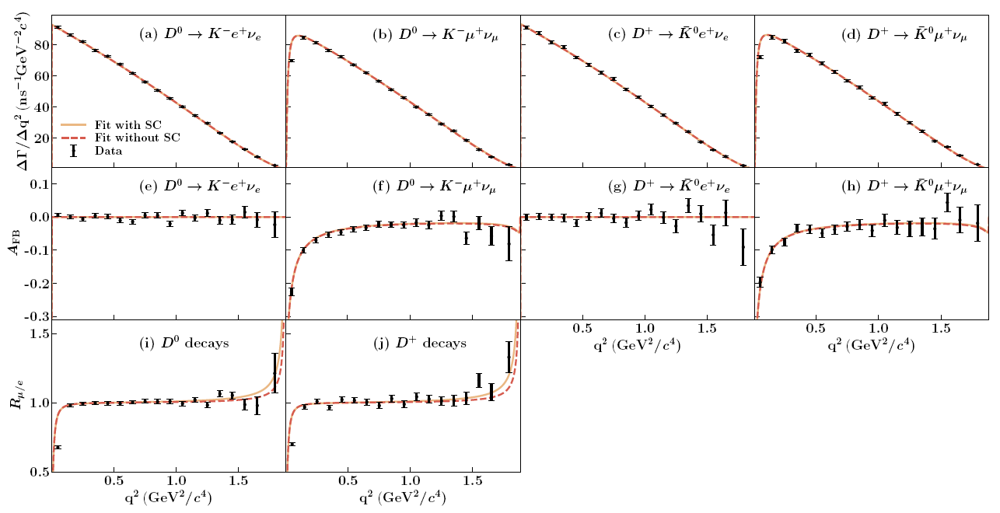 (a) D⁰ → K⁻e⁺νₑ
(b) D⁰ → K⁻μ⁺ν_μ
(c) D⁺ → K̄⁰e⁺νₑ
(d) D⁺ → K̄⁰μ⁺ν_μ
ΔΓ/Δq² (ns⁻¹GeV⁻²c⁴)
80
60
40
20
Fit with SC
Fit without SC
Data
(e) D⁰ → K⁻e⁺νₑ
(f) D⁰ → K⁻μ⁺ν_μ
(g) D⁺ → K̄⁰e⁺νₑ
(h) D⁺ → K̄⁰μ⁺ν_μ
A_FB
0.1
0.0
-0.1
-0.2
-0.3
0.5 1.0 1.5
q² (GeV²/c⁴)
0.5 1.0 1.5
q² (GeV²/c⁴)
(i) D⁰ decays
(j) D⁺ decays
R_μ/e
1.5
1.0
0.5
0.5 1.0 1.5
q² (GeV²/c⁴)
0.5 1.0 1.5
q² (GeV²/c⁴)